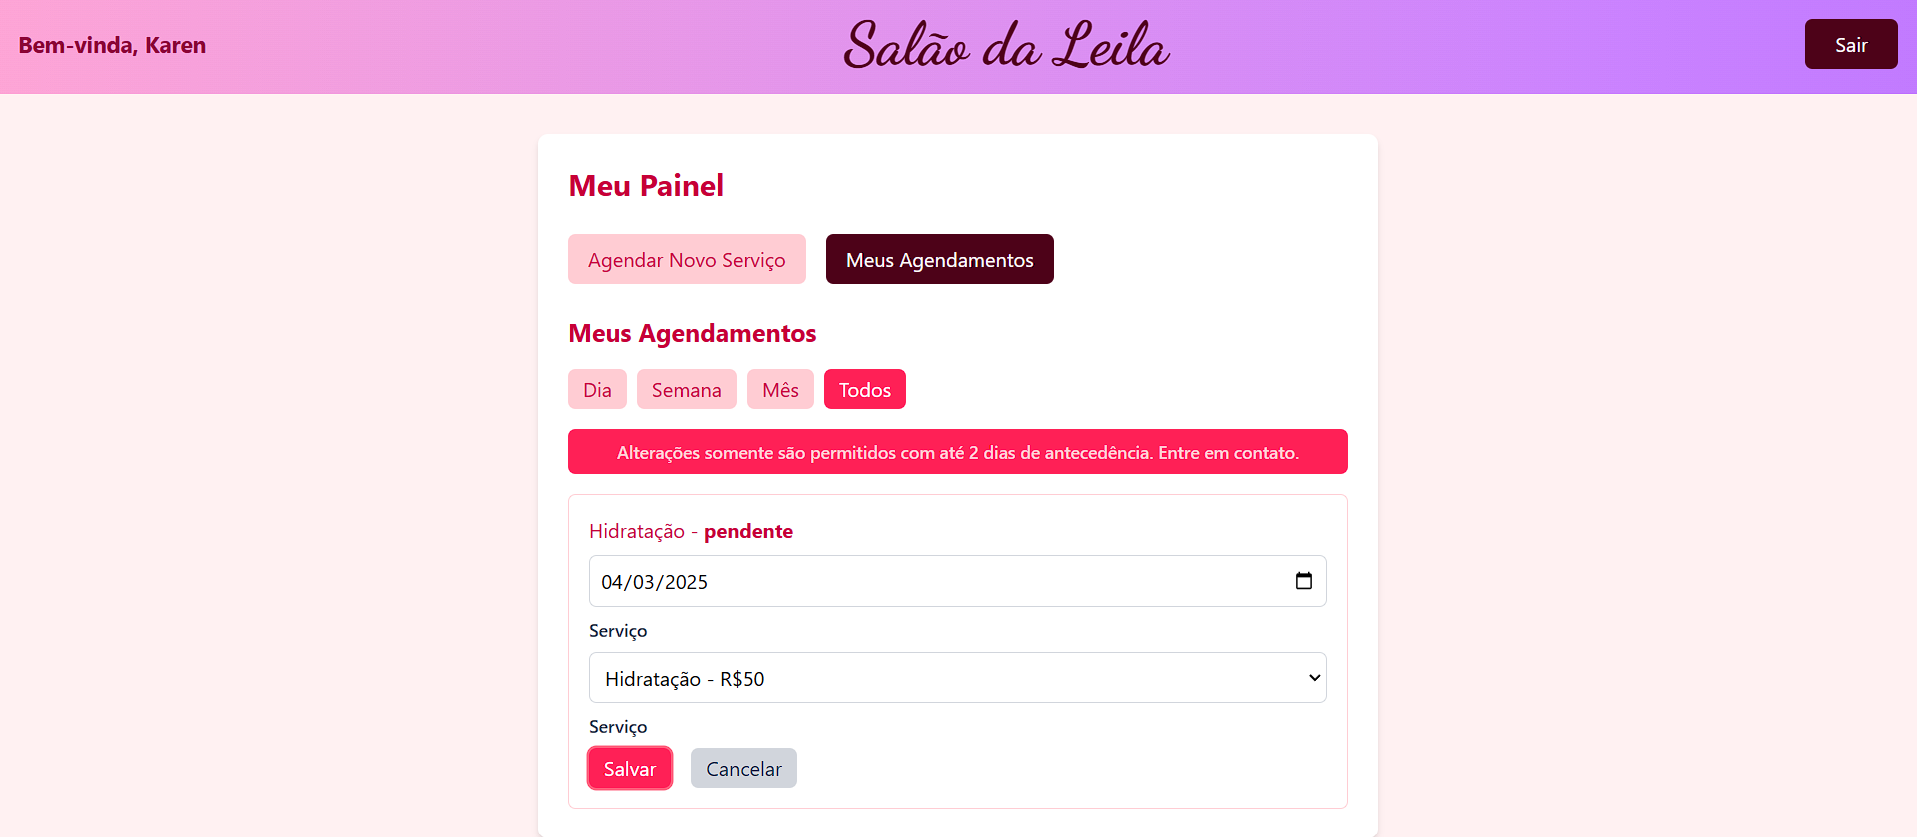 Bem-vinda, Karen
Salão da Leila
Sair
Meu Painel
Agendar Novo Serviço
Meus Agendamentos
Meus Agendamentos
Dia
Semana
Mês
Todos
Alterações somente são permitidos com até 2 dias de antecedência. Entre em contato.
Hidratação - pendente
04/03/2025
Serviço
Hidratação - R$50
Serviço
Salvar
Cancelar